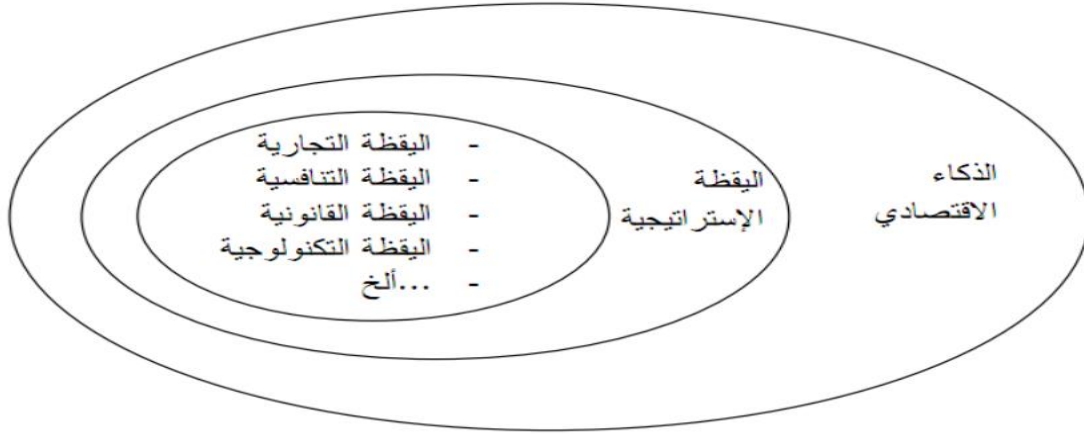 - اليقظة التجارية
- اليقظة التنافسية
- اليقظة القانونية
- اليقظة التكنولوجية
- ...ألخ
اليقظة
الإستراتيجية
الذكاء
الاقتصادي